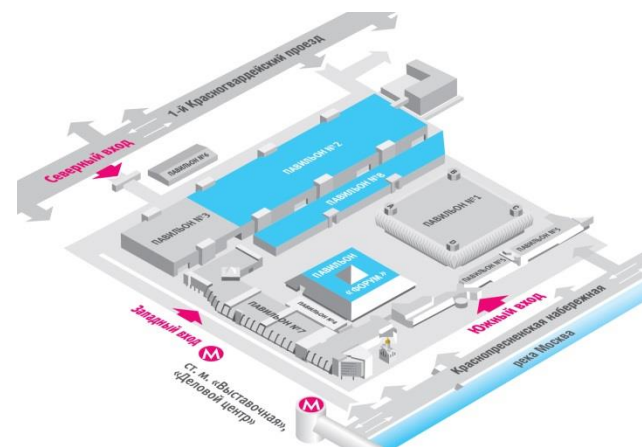 1-й Красногвардейский проезд
Северный вход
ПАВИЛЬОН №6
ПАВИЛЬОН №2
ПАВИЛЬОН №8
ПАВИЛЬОН №3
ПАВИЛЬОН №1
ПАВИЛЬОН №5
ПАВИЛЬОН
«ФОРУМ»
ПАВИЛЬОН №4
ПАВИЛЬОН №7
Западный вход
Южный вход
Краснопресненская набережная
река Москва
М
ст. м. «Выставочная»,
«Деловой центр»
М